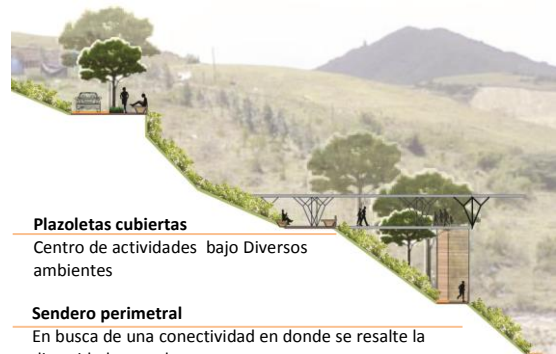 Plazoletas cubiertas
Centro de actividades bajo Diversos
ambientes
Sendero perimetral
En busca de una conectividad en donde se resalte la